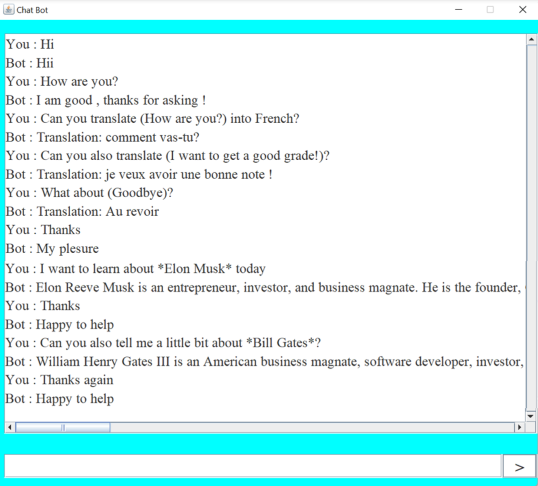 Chat Bot
You : Hi
Bot : Hii
You : How are you?
Bot : I am good , thanks for asking !
You : Can you translate (How are you?) into French?
Bot : Translation: comment vas-tu?
You : Can you also translate (I want to get a good grade!)?
Bot : Translation: je veux avoir une bonne note !
You : What about (Goodbye)?
Bot : Translation: Au revoir
You : Thanks
Bot : My plesure
You : I want to learn about *Elon Musk* today
Bot : Elon Reeve Musk is an entrepreneur, investor, and business magnate. He is the founder,
You : Thanks
Bot : Happy to help
You : Can you also tell me a little bit about *Bill Gates*?
Bot : William Henry Gates III is an American business magnate, software developer, investor,
You : Thanks again
Bot : Happy to help
>